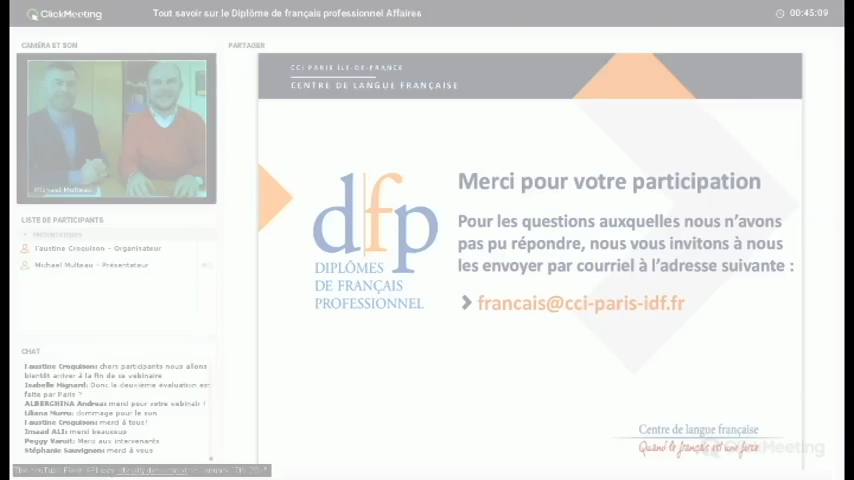 ClickMeeting
Tout savoir sur le Diplôme de français professionnel Affaires
00:45:09
CAMÉRA ET SON
PARTAGER
CCI PARIS ÎLE-DE-FRANCE
CENTRE DE LANGUE FRANÇAISE
Michael Multeau
dfp
DIPLÔMES
DE FRANÇAIS
PROFESSIONNEL
Merci pour votre participation
Pour les questions auxquelles nous n'avons
pas pu répondre, nous vous invitons à nous
les envoyer par courriel à l'adresse suivante :
francais@cci-paris-idf.fr
LISTE DE PARTICIPANTS
Faustine Croquison - Organisateur
Michael Multeau - Présentateur
CHAT
Faustine Croquison: chers participants nous allons
bientôt arriver à la fin de ce webinaire
Isabelle Mignard: Donc la deuxième évaluation est
faite par Paris ?
ALBERGHINA Andrea: merci pour votre webinair !
Liliana Murru: dommage pour le son
Faustine Croquison: merci à tous!
Imaad ALI: merci beaucoup
Peggy Varoit: Merci aux intervenants
Stéphanie Sauvignon: merci à vous
Centre de langue française
Quand le français est une force
ClickMeeting